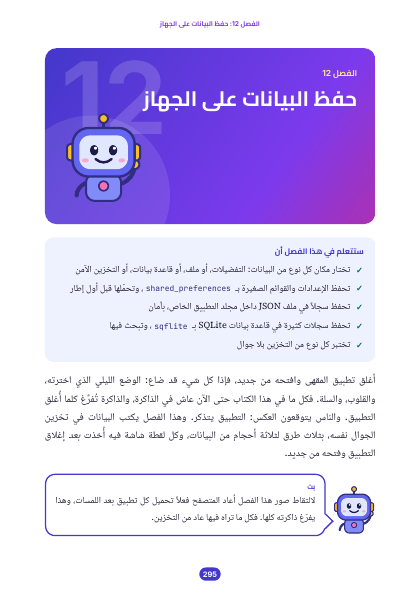 الفصل 12: حفظ البيانات على الجهاز
12
الفصل 12
حفظ البيانات على الجهاز
ستتعلم في هذا الفصل أن
✓ تختار مكان كل نوع من البيانات: التفضيلات، أو ملف، أو قاعدة بيانات، أو التخزين الآمن
✓ تحفظ الإعدادات والقوائم الصغيرة بـ shared_preferences ، وتحمّلها قبل أول إطار
✓ تحفظ سجلاً في ملف JSON داخل مجلد التطبيق الخاص، بأمان
✓ تحفظ سجلات كثيرة في قاعدة بيانات SQLite بـ sqflite ، وتبحث فيها
✓ تختبر كل نوع من التخزين بلا جوال
أغلق تطبيق المقهى وافتحه من جديد، فإذا كل شيء قد ضاع: الوضع الليلي الذي اخترته،
والقلوب، والسلة. فكل ما في هذا الكتاب حتى الآن عاش في الذاكرة، والذاكرة تُفرَّغ كلما أُغلق
التطبيق. والناس يتوقعون العكس: التطبيق يتذكر. وهذا الفصل يكتب البيانات في تخزين
الجوال نفسه، بثلاث طرق لثلاثة أحجام من البيانات، وكل لقطة شاشة فيه أُخذت بعد إغلاق
التطبيق وفتحه من جديد.
بِت
لالتقاط صور هذا الفصل أعاد المتصفح فعلاً تحميل كل تطبيق بعد اللمسات، وهذا
يفرّغ ذاكرته كلها. فكل ما تراه فيها عاد من التخزين.
295